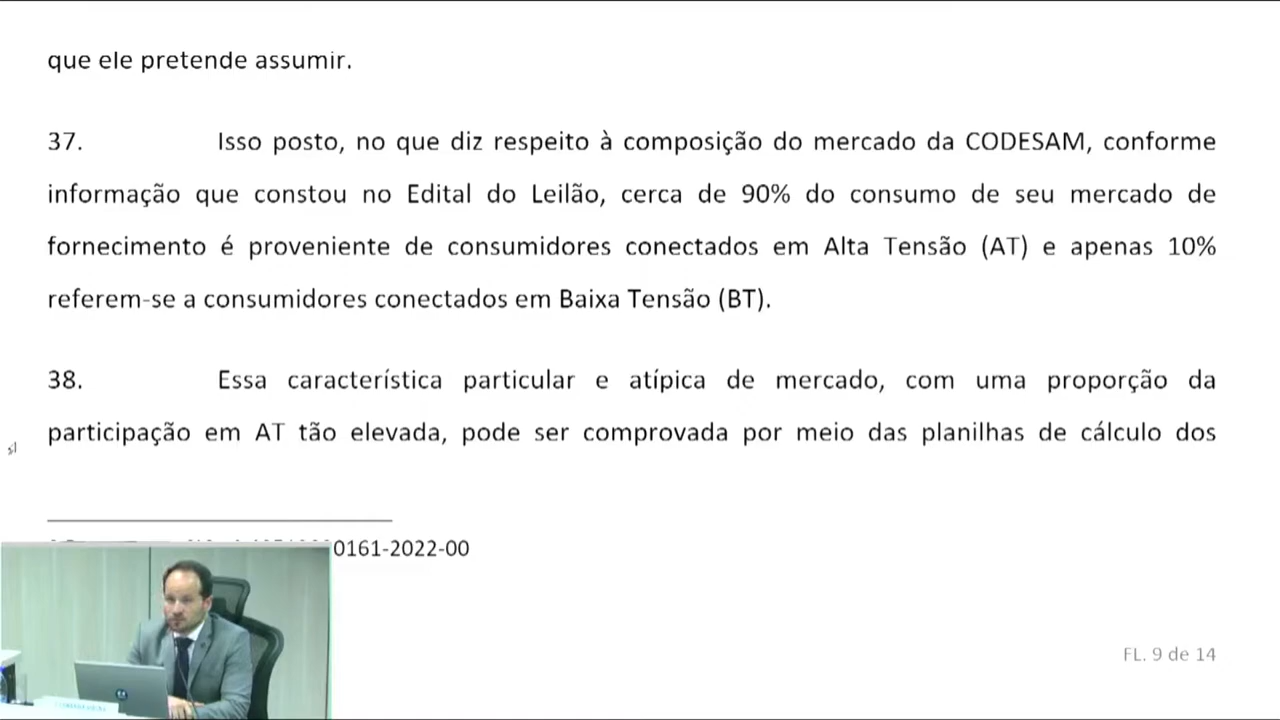 que ele pretende assumir.
37. Isso posto, no que diz respeito à composição do mercado da CODESAM, conforme
informação que constou no Edital do Leilão, cerca de 90% do consumo de seu mercado de
fornecimento é proveniente de consumidores conectados em Alta Tensão (AT) e apenas 10%
referem-se a consumidores conectados em Baixa Tensão (BT).
38. Essa característica particular e atípica de mercado, com uma proporção da
participação em AT tão elevada, pode ser comprovada por meio das planilhas de cálculo dos
0161-2022-00
FL. 9 de 14